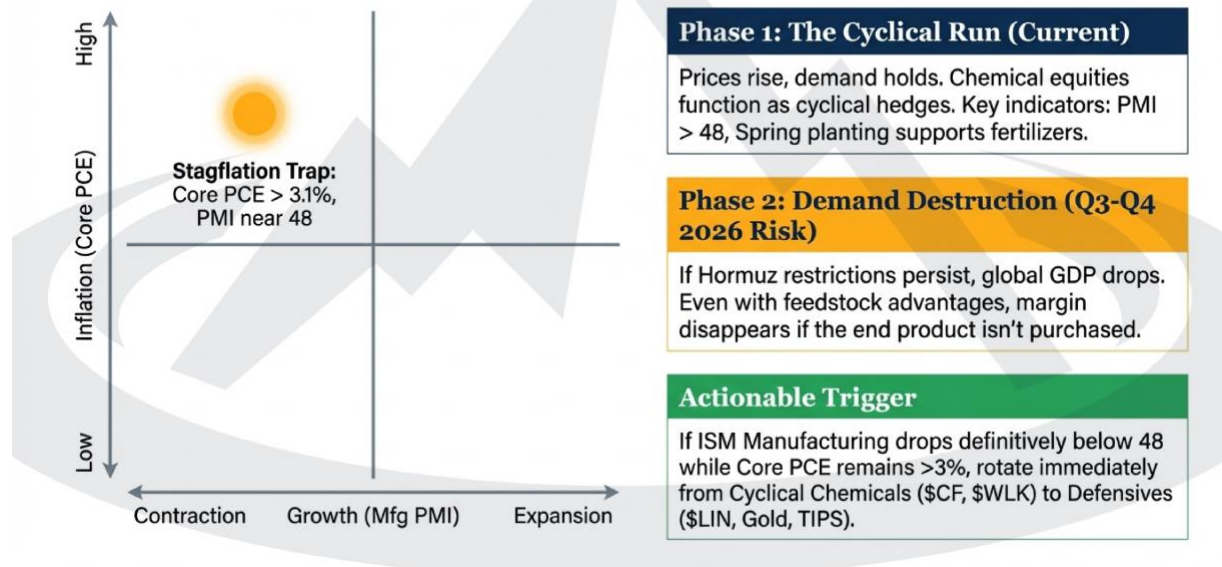 High
Inflation (Core PCE)
Low
Stagflation Trap:
Core PCE > 3.1%,
PMI near 48
Contraction
Growth (Mfg PMI)
Expansion
Phase 1: The Cyclical Run (Current)
Prices rise, demand holds. Chemical equities
function as cyclical hedges. Key indicators: PMI
> 48, Spring planting supports fertilizers.
Phase 2: Demand Destruction (Q3-Q4
2026 Risk)
If Hormuz restrictions persist, global GDP drops.
Even with feedstock advantages, margin
disappears if the end product isn't purchased.
Actionable Trigger
If ISM Manufacturing drops definitively below 48
while Core PCE remains >3%, rotate immediately
from Cyclical Chemicals ($CF, $WLK) to Defensives
($LIN, Gold, TIPS).